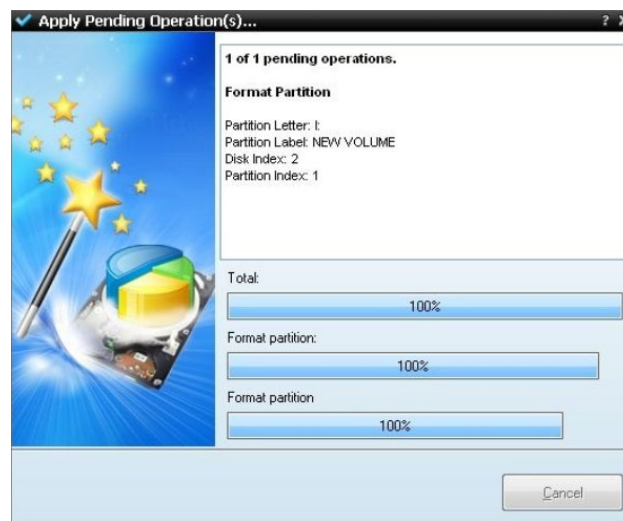 Apply Pending Operation(s)...
? X
1 of 1 pending operations.
Format Partition
Partition Letter: I:
Partition Label: NEW VOLUME
Disk Index: 2
Partition Index: 1
Total:
100%
Format partition:
100%
Format partition
100%
Cancel